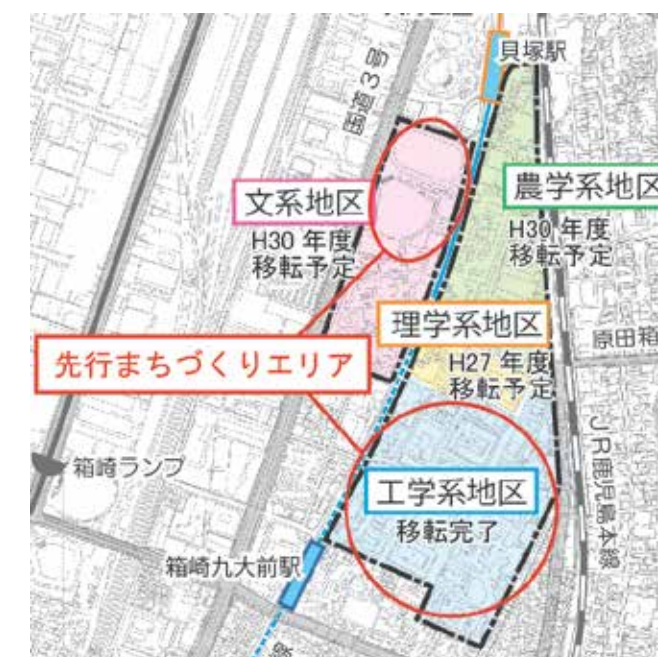 貝塚駅
国道3号
文系地区
H30 年度
移転予定
農学系地区
H30 年度
移転予定
理学系地区
H27 年度
移転予定
先行まちづくりエリア
原田箱
箱崎ランプ
工学系地区
移転完了
JR鹿児島本線
箱崎九大前駅